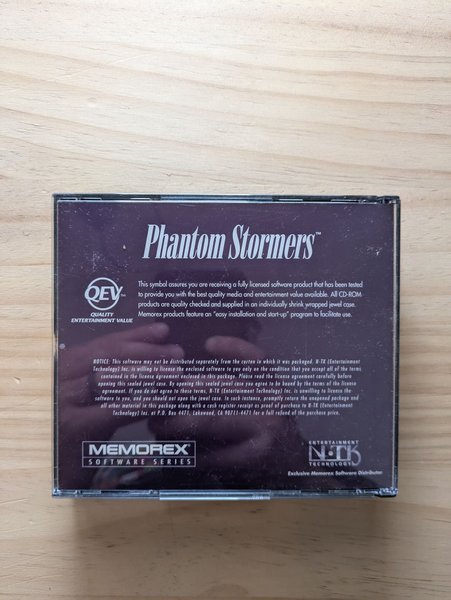 Phantom Stormers™
This symbol assures you are receiving a fully licensed software product that has been tested
to provide you with the best quality media and entertainment value available. All CD-ROM
products are quality checked and supplied in an individually shrink wrapped jewel case.
Memorex products feature an "easy installation and start-up" program to facilitate use.
QEV™
QUALITY
ENTERTAINMENT VALUE
NOTICE: This software may not be distributed separately from the carton in which it was packaged. N·TK (Entertainment
Technology) Inc. is willing to license the enclosed software to you only on the condition that you accept all of the terms
contained in the license agreement enclosed in this package. Please read the license agreement carefully before
opening this sealed jewel case. By opening this sealed jewel case you agree to be bound by the terms of the license
agreement. If you do not agree to these terms, N·TK (Entertainment Technology) Inc. is unwilling to license the
software to you, and you should not open the jewel case. In such instance, promptly return the unopened package and
all other material in this package along with a cash register receipt as proof of purchase to N·TK (Entertainment
Technology) Inc. at P.O. Box 4471, Lakewood, CA 90711-4471 for a full refund of the purchase price.
MEMOREX®
SOFTWARE SERIES
ENTERTAINMENT
N·TK
TECHNOLOGY
Exclusive Memorex Software Distributor